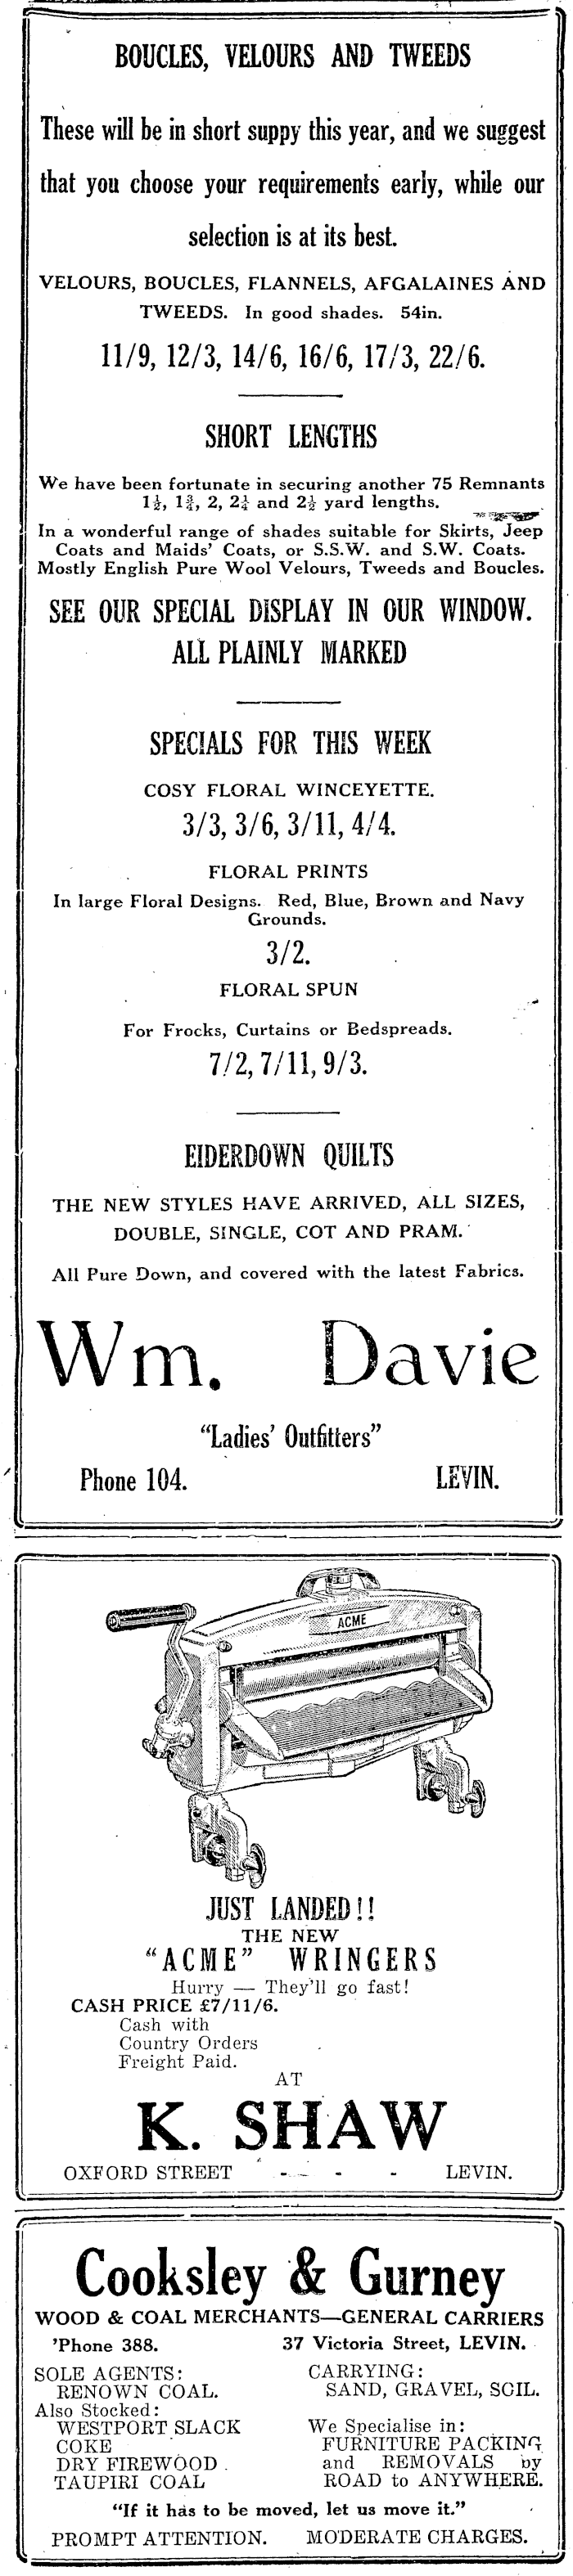 BOUCLES, VELOURS AND TWEEDS
These will be in short suppy this year, and we suggest
that you choose your requirements early, while our
selection is at its best.
VELOURS, BOUCLES, FLANNELS, AFGALAINES AND
TWEEDS. In good shades. 54in.
11/9, 12/3, 14/6, 16/6, 17/3, 22/6.
SHORT LENGTHS
We have been fortunate in securing another 75 Remnants
1½, 1¾, 2, 2¼ and 2½ yard lengths.
In a wonderful range of shades suitable for Skirts, Jeep
Coats and Maids' Coats, or S.S.W. and S.W. Coats.
Mostly English Pure Wool Velours, Tweeds and Boucles.
SEE OUR SPECIAL DISPLAY IN OUR WINDOW.
ALL PLAINLY MARKED
SPECIALS FOR THIS WEEK
COSY FLORAL WINCEYETTE.
3/3, 3/6, 3/11, 4/4.
FLORAL PRINTS
In large Floral Designs. Red, Blue, Brown and Navy
Grounds.
3/2.
FLORAL SPUN
For Frocks, Curtains or Bedspreads.
7/2, 7/11, 9/3.
EIDERDOWN QUILTS
THE NEW STYLES HAVE ARRIVED, ALL SIZES,
DOUBLE, SINGLE, COT AND PRAM.
All Pure Down, and covered with the latest Fabrics.
Wm. Davie
"Ladies' Outfitters"
Phone 104. LEVIN.
ACME
JUST LANDED!!
THE NEW
"ACME" WRINGERS
Hurry — They'll go fast!
CASH PRICE £7/11/6.
Cash with
Country Orders
Freight Paid.
AT
K. SHAW
OXFORD STREET - - - LEVIN.
Cooksley & Gurney
WOOD & COAL MERCHANTS—GENERAL CARRIERS
'Phone 388. 37 Victoria Street, LEVIN.
SOLE AGENTS:
RENOWN COAL.
Also Stocked:
WESTPORT SLACK
COKE
DRY FIREWOOD
TAUPIRI COAL
CARRYING:
SAND, GRAVEL, SOIL.
We Specialise in:
FURNITURE PACKING
and REMOVALS by
ROAD to ANYWHERE.
"If it has to be moved, let us move it."
PROMPT ATTENTION. MODERATE CHARGES.